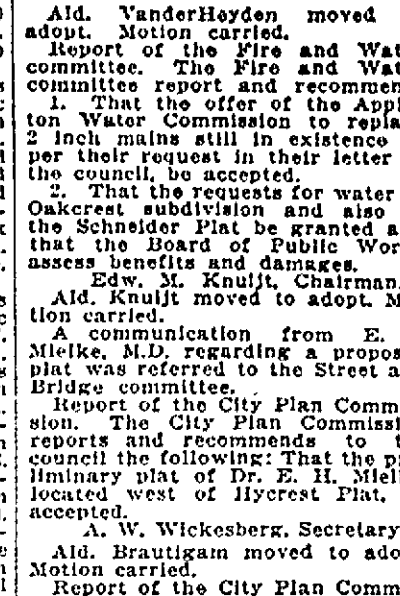 Ald. VanderHeyden moved
adopt. Motion carried.
Report of the Fire and Wat
committee. The Fire and Wat
committee report and recommen
1. That the offer of the Appl
ton Water Commission to repla
2 inch mains still in existence
per their request in their letter
the council, be accepted.
2. That the requests for water
Oakcrest subdivision and also
the Schneider Plat be granted a
that the Board of Public Wor
assess benefits and damages.
Edw. M. Knuijt, Chairman.
Ald. Knuijt moved to adopt. M
tion carried.
A communication from E.
Mielke, M.D. regarding a propos
plat was referred to the Street a
Bridge committee.
Report of the City Plan Comm
sion. The City Plan Commissi
reports and recommends to t
council the following: That the pr
liminary plat of Dr. E. H. Miel
located west of Hycrest Plat,
accepted.
A. W. Wickesberg, Secretary
Ald. Brautigam moved to ado
Motion carried.
Report of the City Plan Comm